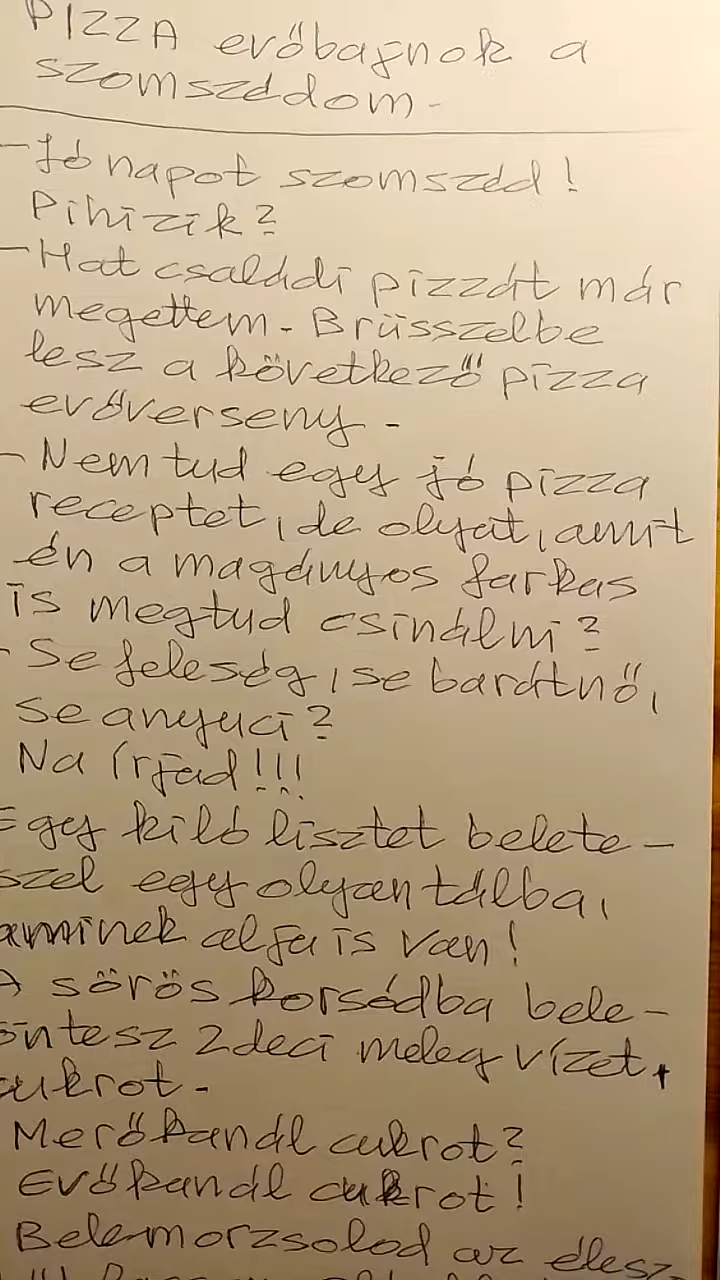 PIZZA evőbajnok a
szomszédom.
- Jó napot szomszéd!
Pihizik?
- Hat családi pizzát már
megettem. Brüsszelbe
lesz a következő pizza
evőverseny.
- Nem tud egy jó pizza
receptet, de olyat, amit
én a magányos farkas
is megtud csinálni?
- Se feleség, se barátnő,
se anyuci?
Na írjad!!!
Egy kiló lisztet belete-
szel egy olyan tálba,
aminek alja is van!
A sörös korsódba bele-
öntesz 2 deci meleg vízet,+
cukrot.
Merőkanál cukrot?
Evőkanál cukrot!
Belemorzsolod az élesz